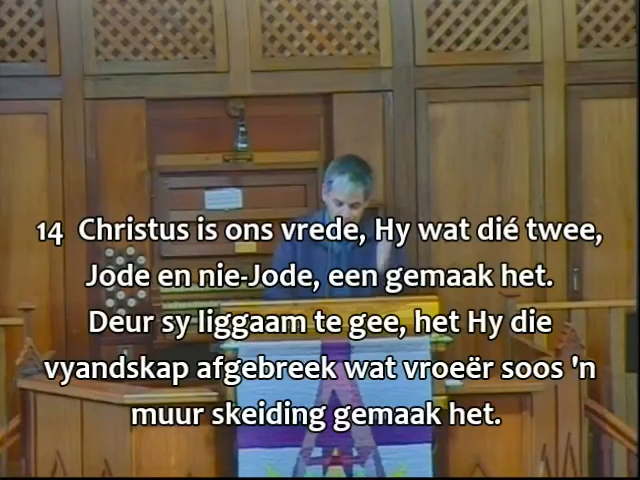 14 Christus is ons vrede, Hy wat dié twee,
Jode en nie-Jode, een gemaak het.
Deur sy liggaam te gee, het Hy die
vyandskap afgebreek wat vroeër soos 'n
muur skeiding gemaak het.